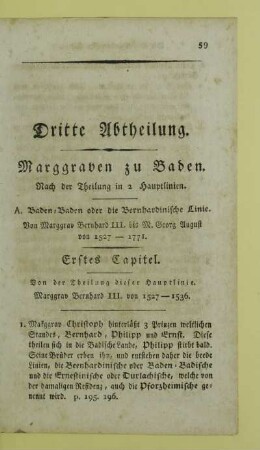 59
Dritte Abtheilung.
Marggraven zu Baden.
Nach der Theilung in 2 Hauptlinien.
A. Baden-Baden oder die Bernhardinische Linie.
Von Marggrav Bernhard III. bis M. Georg August
von 1527 — 1771.
Erstes Capitel.
Von der Theilung dieser Hauptlinie.
Marggrav Bernhard III. von 1527—1536.
1. Marggrav Christoph hinterläßt 3 Prinzen weltlichen
Standes, Bernhard, Philipp und Ernst. Diese
theilen sich in die Badische Lande, Philipp stirbt bald.
Seine Brüder erben ihn, und entstehen daher die beede
Linien, die Beenhardinische oder Baden-Badische
und die Ernestinische oder Durlachische, welche von
der damaligen Residenz, auch die Pforzheimische ge-
nennt wird. p. 195. 196.